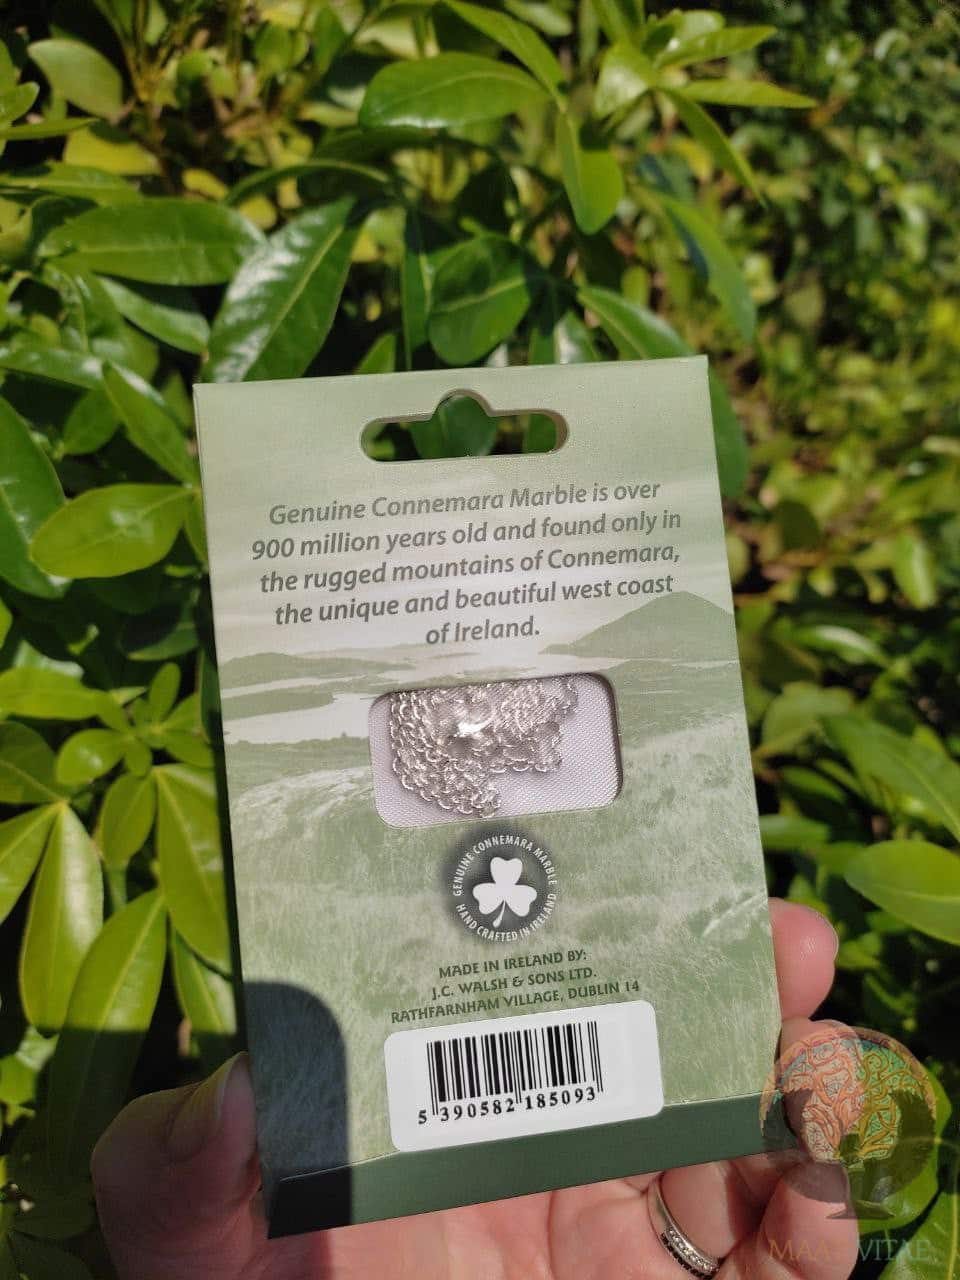 Genuine Connemara Marble is over
900 million years old and found only in
the rugged mountains of Connemara,
the unique and beautiful west coast
of Ireland.
GENUINE CONNEMARA MARBLE
HAND CRAFTED IN IRELAND
MADE IN IRELAND BY:
J.C. WALSH & SONS LTD.
RATHFARNHAM VILLAGE, DUBLIN 14
5 390582 185093
VITAE